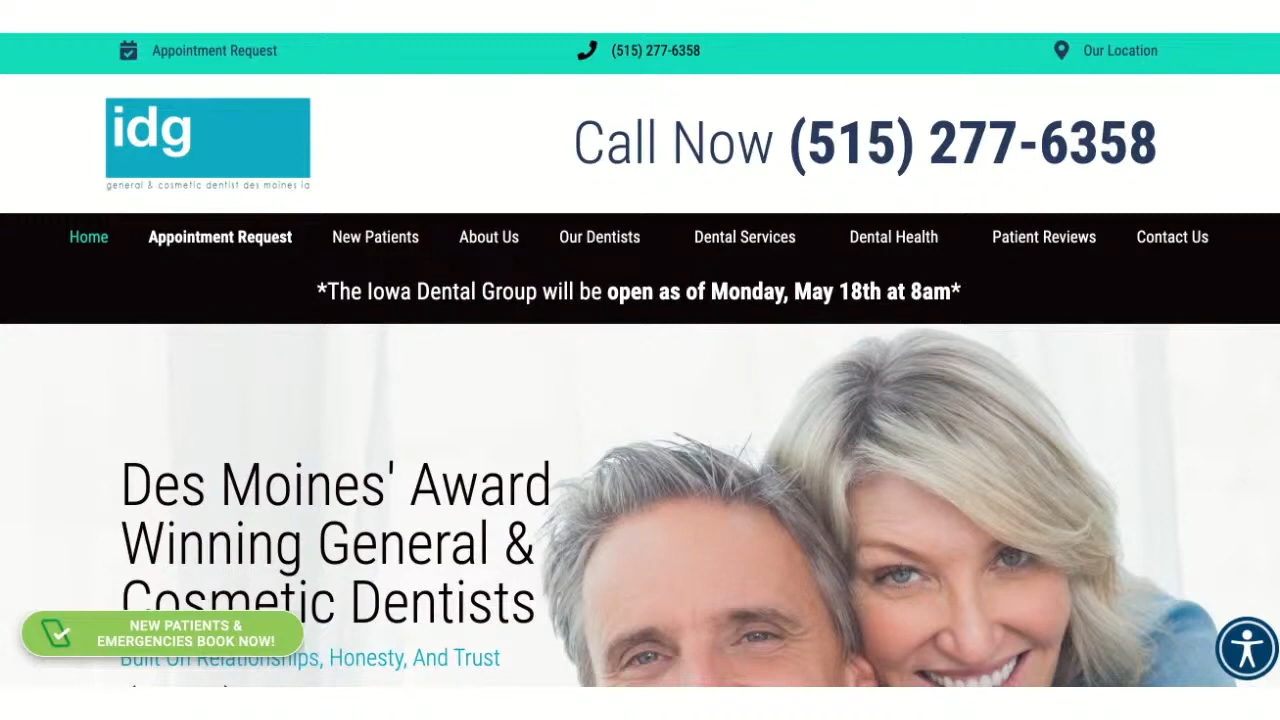 Appointment Request
(515) 277-6358
Our Location
idg
general & cosmetic dentist des moines ia
Call Now (515) 277-6358
Home
Appointment Request
New Patients
About Us
Our Dentists
Dental Services
Dental Health
Patient Reviews
Contact Us
*The Iowa Dental Group will be open as of Monday, May 18th at 8am*
Des Moines' Award
Winning General &
Cosmetic Dentists
Built On Relationships, Honesty, And Trust
NEW PATIENTS &
EMERGENCIES BOOK NOW!